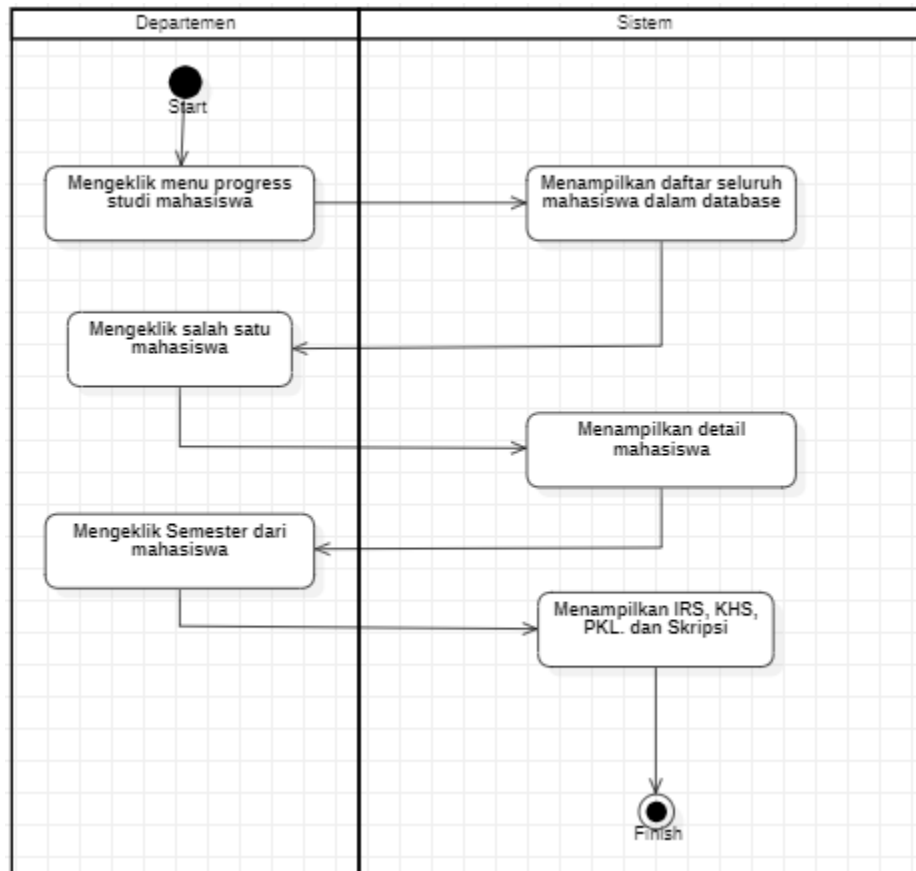 Departemen
Sistem
Start
Mengeklik menu progress
studi mahasiswa
Menampilkan daftar seluruh
mahasiswa dalam database
Mengeklik salah satu
mahasiswa
Menampilkan detail
mahasiswa
Mengeklik Semester dari
mahasiswa
Menampilkan IRS, KHS,
PKL. dan Skripsi
Finish